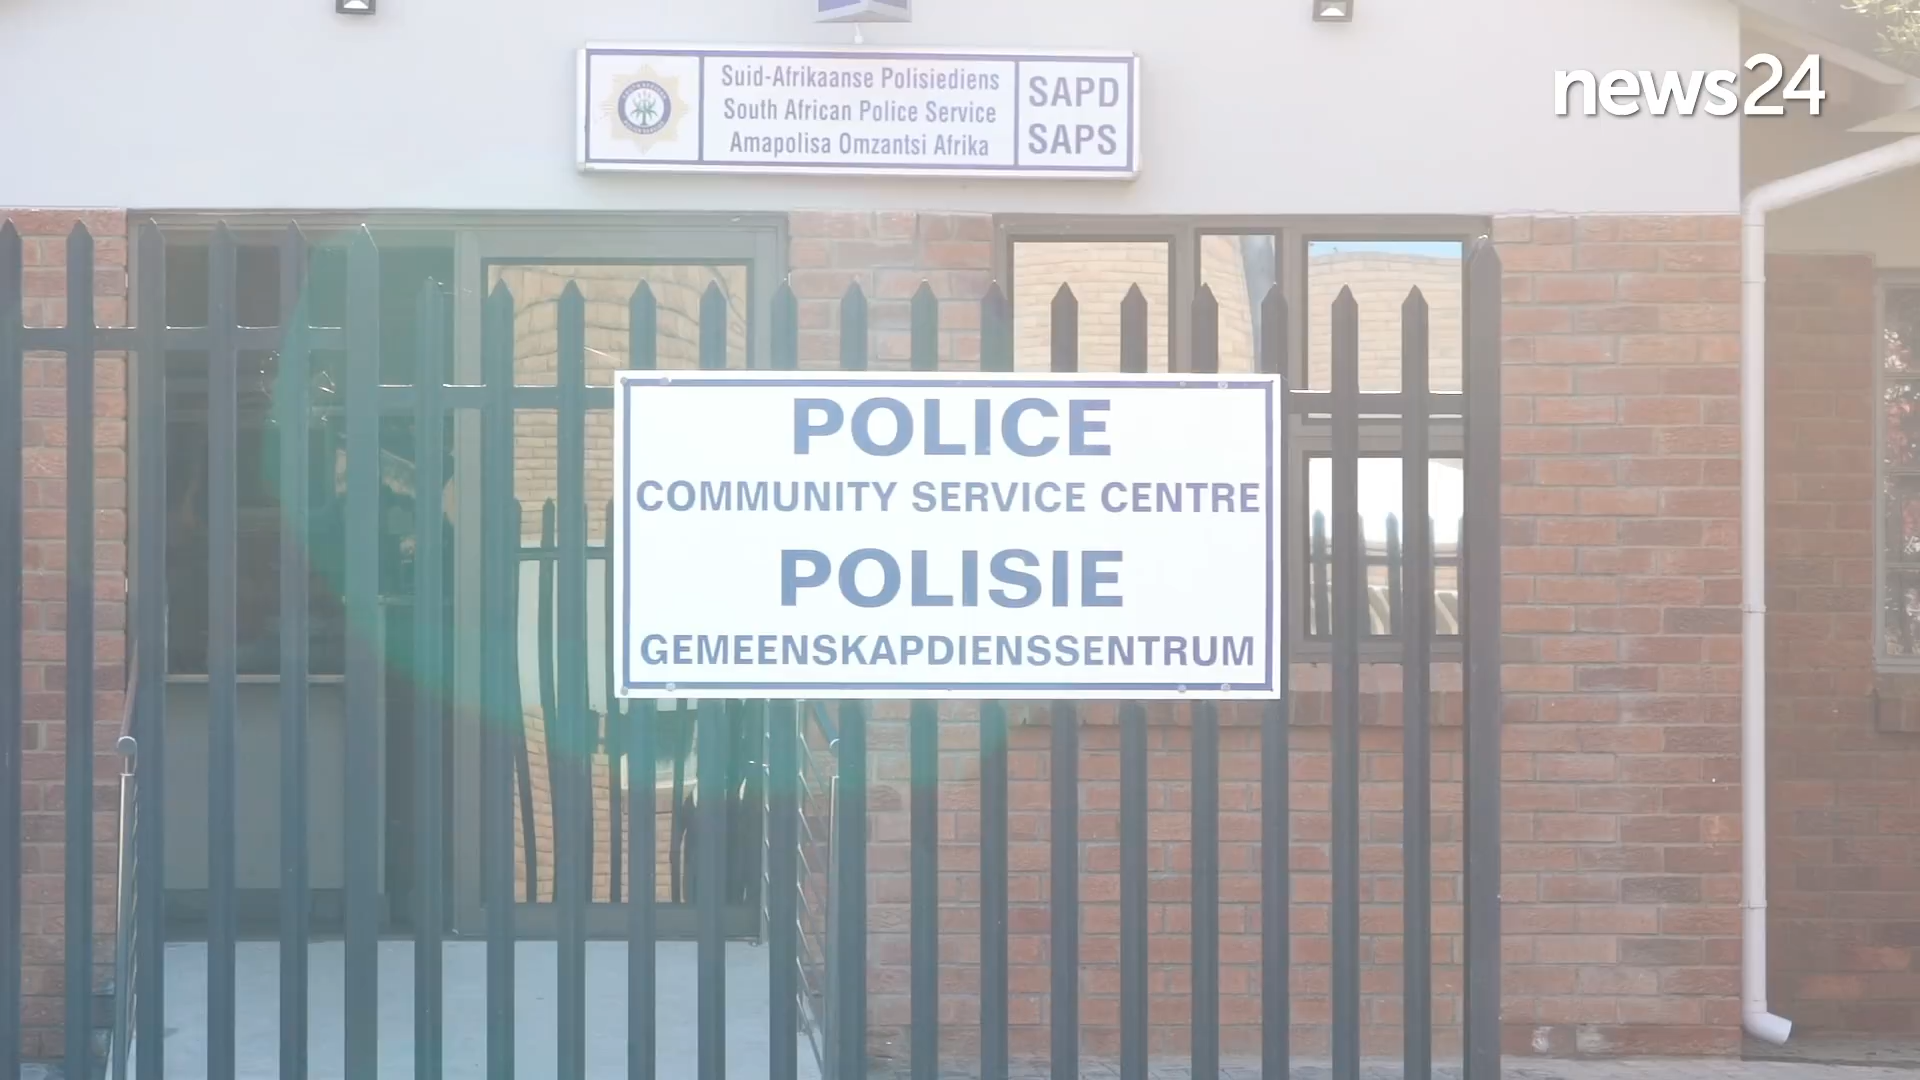 news24
Suid-Afrikaanse Polisiediens
South African Police Service
Amapolisa Omzantsi Afrika
SAPD
SAPS
POLICE
COMMUNITY SERVICE CENTRE
POLISIE
GEMEENSKAPDIENSSENTRUM